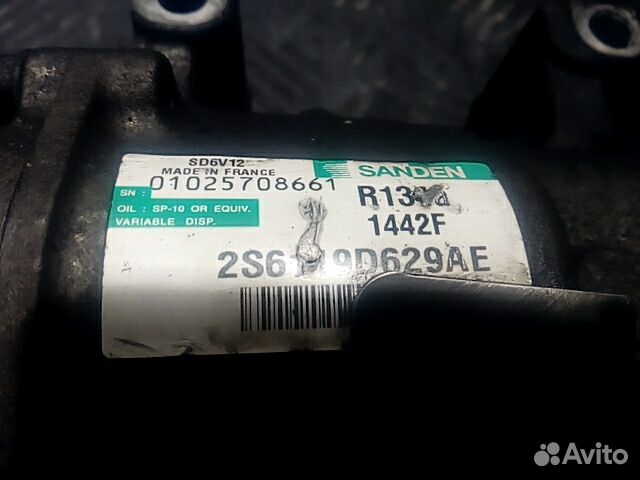 SD6V12
MADE IN FRANCE
SANDEN
SN: 01025708661
OIL: SP-10 OR EQUIV.
VARIABLE DISP.
1442F
Avito